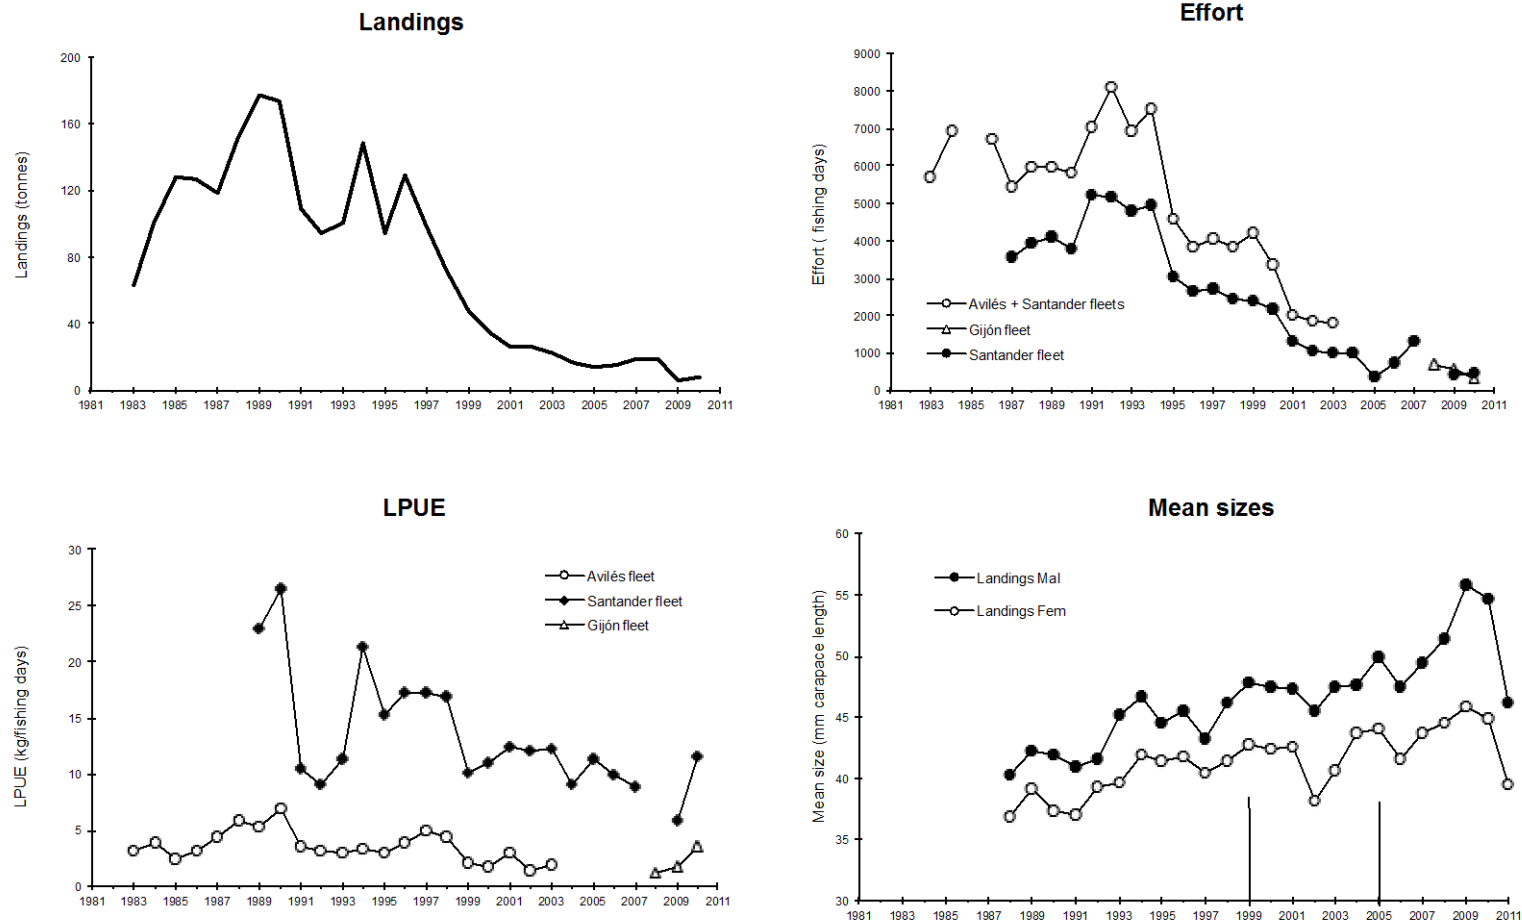 Landings
200
160
120
80
40
0
Landings (tonnes)
1981 1983 1985 1987 1989 1991 1993 1995 1997 1999 2001 2003 2005 2007 2009 2011
Effort
9000
8000
7000
6000
5000
4000
3000
2000
1000
0
Effort ( fishing days)
Avilés + Santander fleets
Gijón fleet
Santander fleet
1981 1983 1985 1987 1989 1991 1993 1995 1997 1999 2001 2003 2005 2007 2009 2011
LPUE
30
25
20
15
10
5
0
LPUE (kg/fishing days)
Avilés fleet
Santander fleet
Gijón fleet
1981 1983 1985 1987 1989 1991 1993 1995 1997 1999 2001 2003 2005 2007 2009 2011
Mean sizes
60
55
50
45
40
35
30
Mean size (mm carapace length)
Landings Mal
Landings Fem
1981 1983 1985 1987 1989 1991 1993 1995 1997 1999 2001 2003 2005 2007 2009 2011